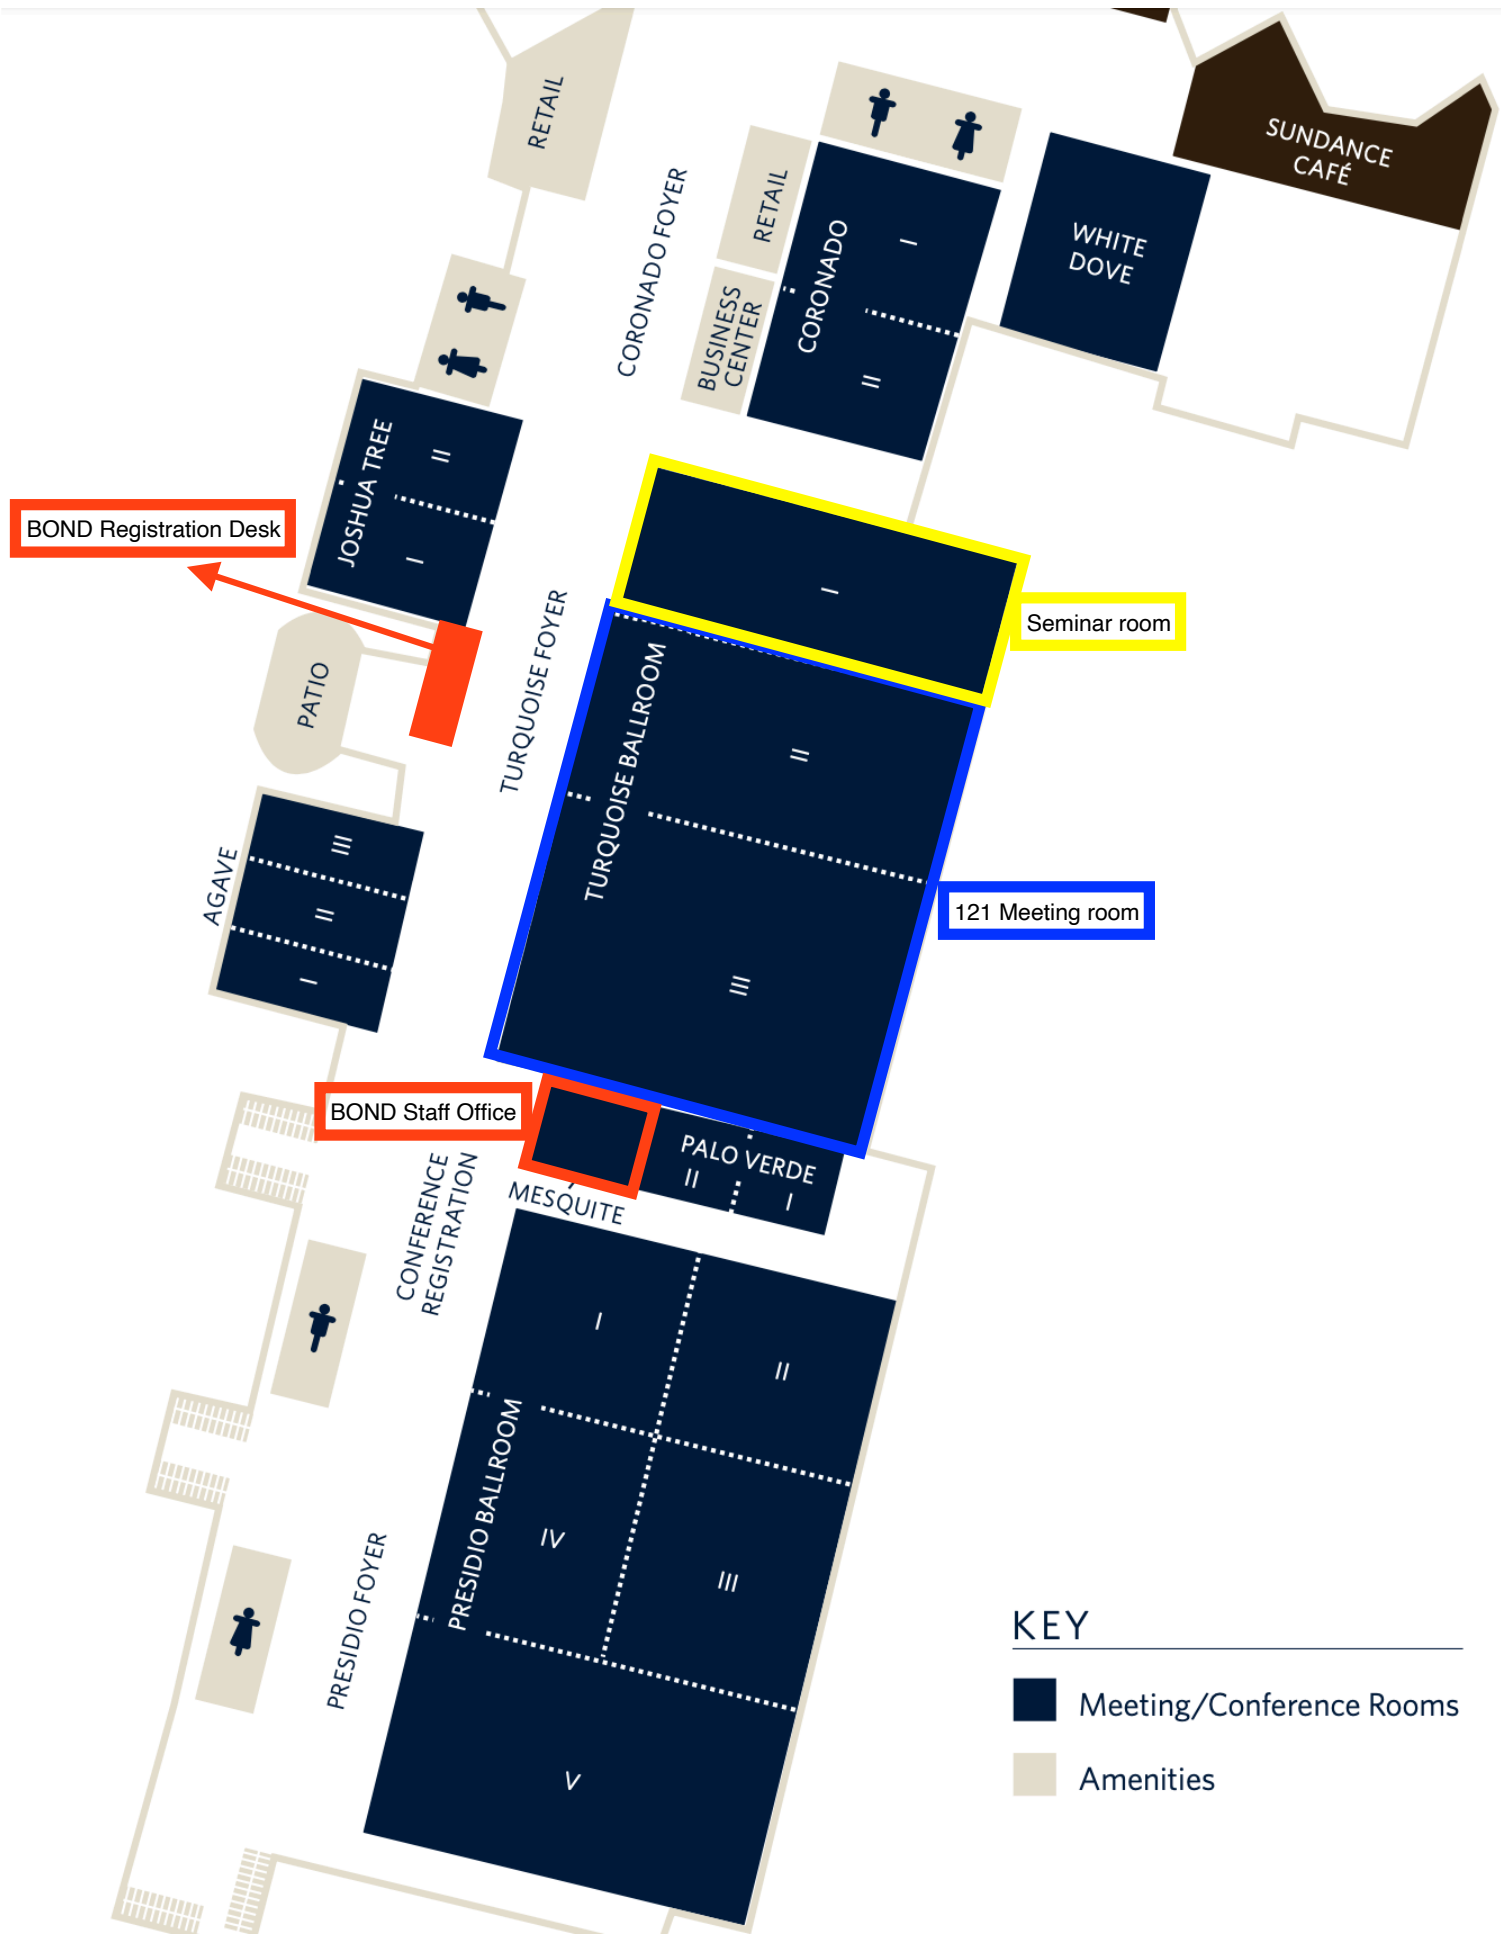 RETAIL
SUNDANCE
CAFÉ
RETAIL
CORONADO FOYER
CORONADO
I
II
WHITE
DOVE
BUSINESS
CENTER
JOSHUA TREE
II
I
BOND Registration Desk
PATIO
TURQUOISE FOYER
I
Seminar room
TURQUOISE BALLROOM
II
III
121 Meeting room
AGAVE
III
II
I
BOND Staff Office
PALO VERDE
II
I
MESQUITE
CONFERENCE
REGISTRATION
I
II
PRESIDIO BALLROOM
IV
III
V
PRESIDIO FOYER
KEY
Meeting/Conference Rooms
Amenities